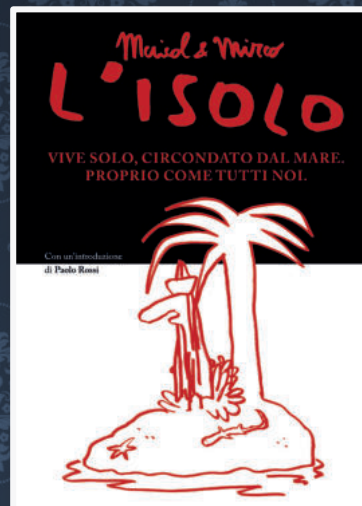 Maicol & Mirco
L'ISOLO
VIVE SOLO, CIRCONDATO DAL MARE.
PROPRIO COME TUTTI NOI.
Con un'introduzione
di Paolo Rossi